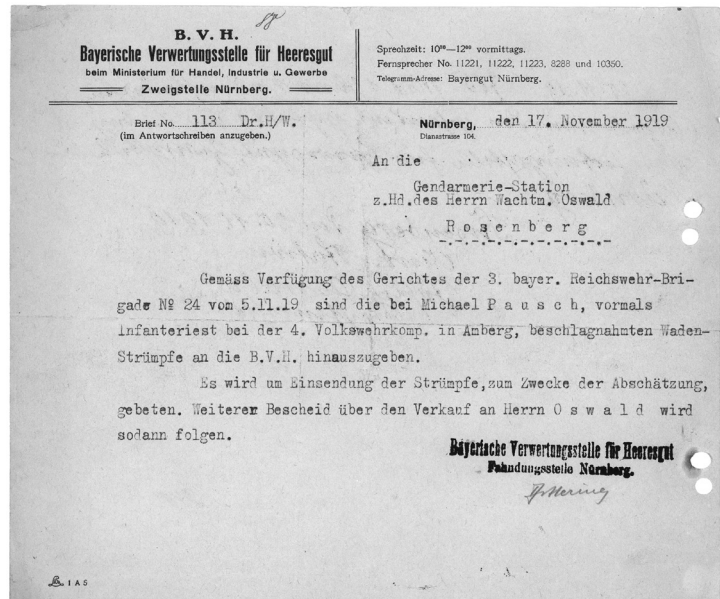 B. V. H.
Bayerische Verwertungsstelle für Heeresgut
beim Ministerium für Handel, Industrie u. Gewerbe
Zweigstelle Nürnberg.
Sprechzeit: 10⁰⁰—12⁰⁰ vormittags.
Fernsprecher No. 11221, 11222, 11223, 8288 und 10350.
Telegramm-Adresse: Bayerngut Nürnberg.
Brief No. 113 Dr.H/W.
(im Antwortschreiben anzugeben.)
Nürnberg, den 17. November 1919
Dianastrasse 104.
An die
Gendarmerie-Station
z.Hd.des Herrn Wachtm. Oswald
R o s e n b e r g
Gemäss Verfügung des Gerichtes der 3. bayer. Reichswehr-Bri-
gade № 24 vom 5.11.19 sind die bei Michael P a u s c h, vormals
Infanteriest bei der 4. Volkswehrkomp. in Amberg, beschlagnahmten Waden-
Strümpfe an die B.V.H. hinauszugeben.
Es wird um Einsendung der Strümpfe,zum Zwecke der Abschätzung,
gebeten. Weiterer Bescheid über den Verkauf an Herrn O s w a l d wird
sodann folgen.
Bayerische Verwertungsstelle für Heeresgut
Fahndungsstelle Nürnberg.
1 A 5